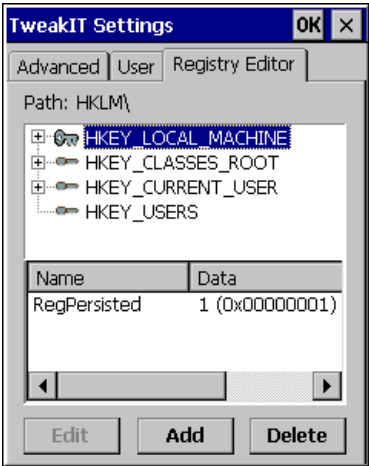 TweakIT Settings OK ×
Advanced User Registry Editor
Path: HKLM\
HKEY_LOCAL_MACHINE
HKEY_CLASSES_ROOT
HKEY_CURRENT_USER
HKEY_USERS
Name Data
RegPersisted 1 (0x00000001)
Edit Add Delete